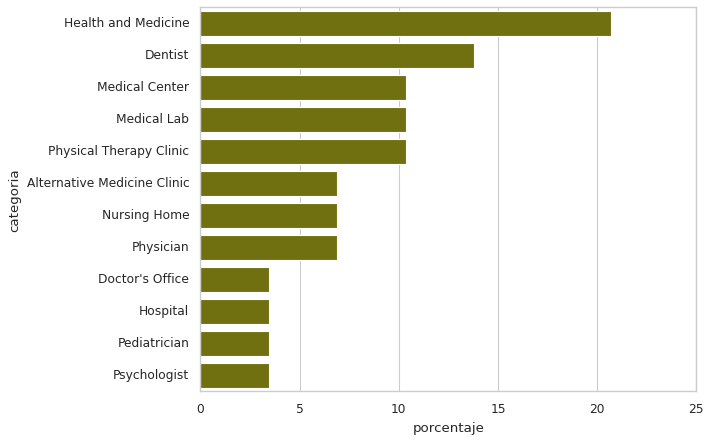 Health and Medicine
Dentist
Medical Center
Medical Lab
Physical Therapy Clinic
Alternative Medicine Clinic
Nursing Home
Physician
Doctor's Office
Hospital
Pediatrician
Psychologist
categoria
0 5 10 15 20 25
porcentaje